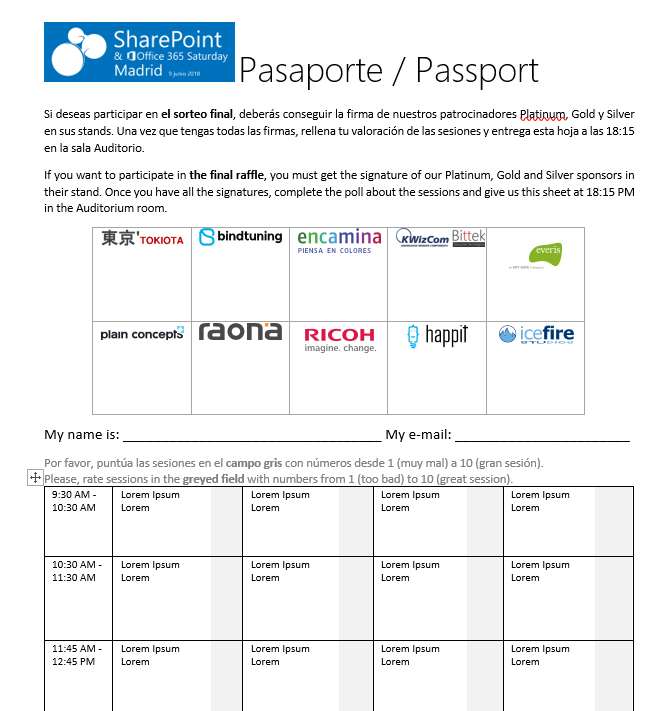 SharePoint
& Office 365 Saturday
Madrid 9 junio 2018
Pasaporte / Passport
Si deseas participar en el sorteo final, deberás conseguir la firma de nuestros patrocinadores Platinum, Gold y Silver
en sus stands. Una vez que tengas todas las firmas, rellena tu valoración de las sesiones y entrega esta hoja a las 18:15
en la sala Auditorio.
If you want to participate in the final raffle, you must get the signature of our Platinum, Gold and Silver sponsors in
their stand. Once you have all the signatures, complete the poll about the sessions and give us this sheet at 18:15 PM
in the Auditorium room.
東京'TOKIOTA
bindtuning
encamina
PIENSA EN COLORES
KWizCom
Bittek
everis
plain concepts
raona
RICOH
imagine. change.
happit
icefire
STUDIOS
My name is: __________________________________ My e-mail: _______________________
Por favor, puntúa las sesiones en el campo gris con números desde 1 (muy mal) a 10 (gran sesión).
Please, rate sessions in the greyed field with numbers from 1 (too bad) to 10 (great session).
9:30 AM - Lorem Ipsum Lorem Ipsum Lorem Ipsum Lorem Ipsum
10:30 AM Lorem Lorem Lorem Lorem
10:30 AM - Lorem Ipsum Lorem Ipsum Lorem Ipsum Lorem Ipsum
11:30 AM Lorem Lorem Lorem Lorem
11:45 AM - Lorem Ipsum Lorem Ipsum Lorem Ipsum Lorem Ipsum
12:45 PM Lorem Lorem Lorem Lorem